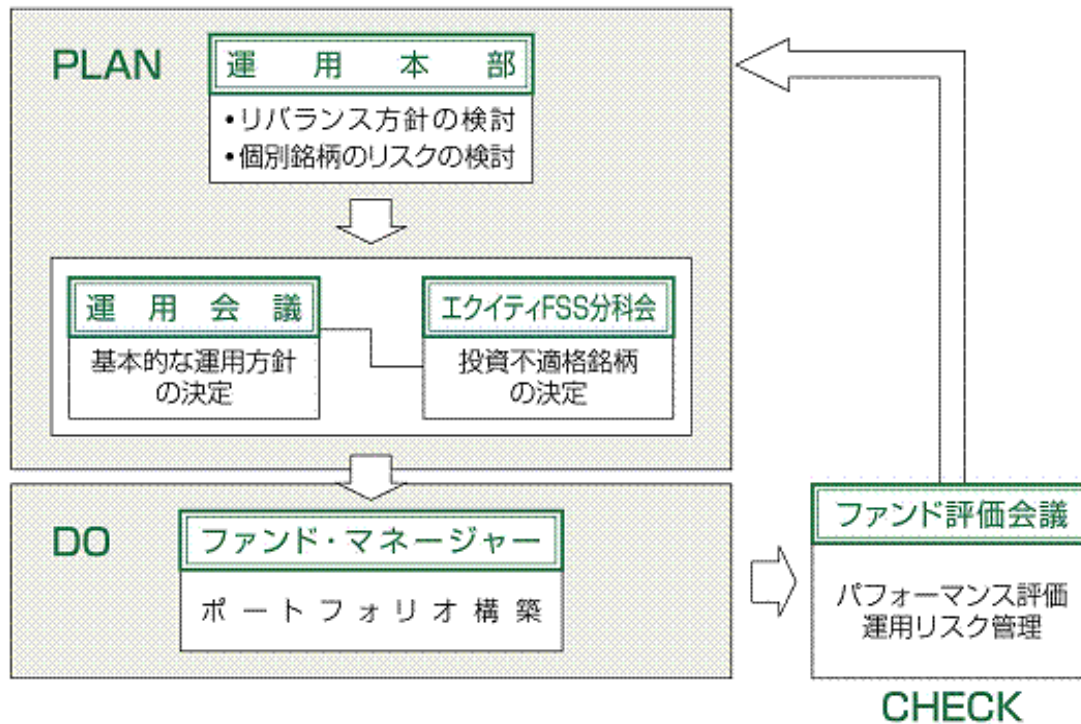 PLAN
運用本部
•リバランス方針の検討
•個別銘柄のリスクの検討
運用会議
基本的な運用方針
の決定
エクイティFSS分科会
投資不適格銘柄
の決定
DO
ファンド・マネージャー
ポートフォリオ構築
ファンド評価会議
パフォーマンス評価
運用リスク管理
CHECK